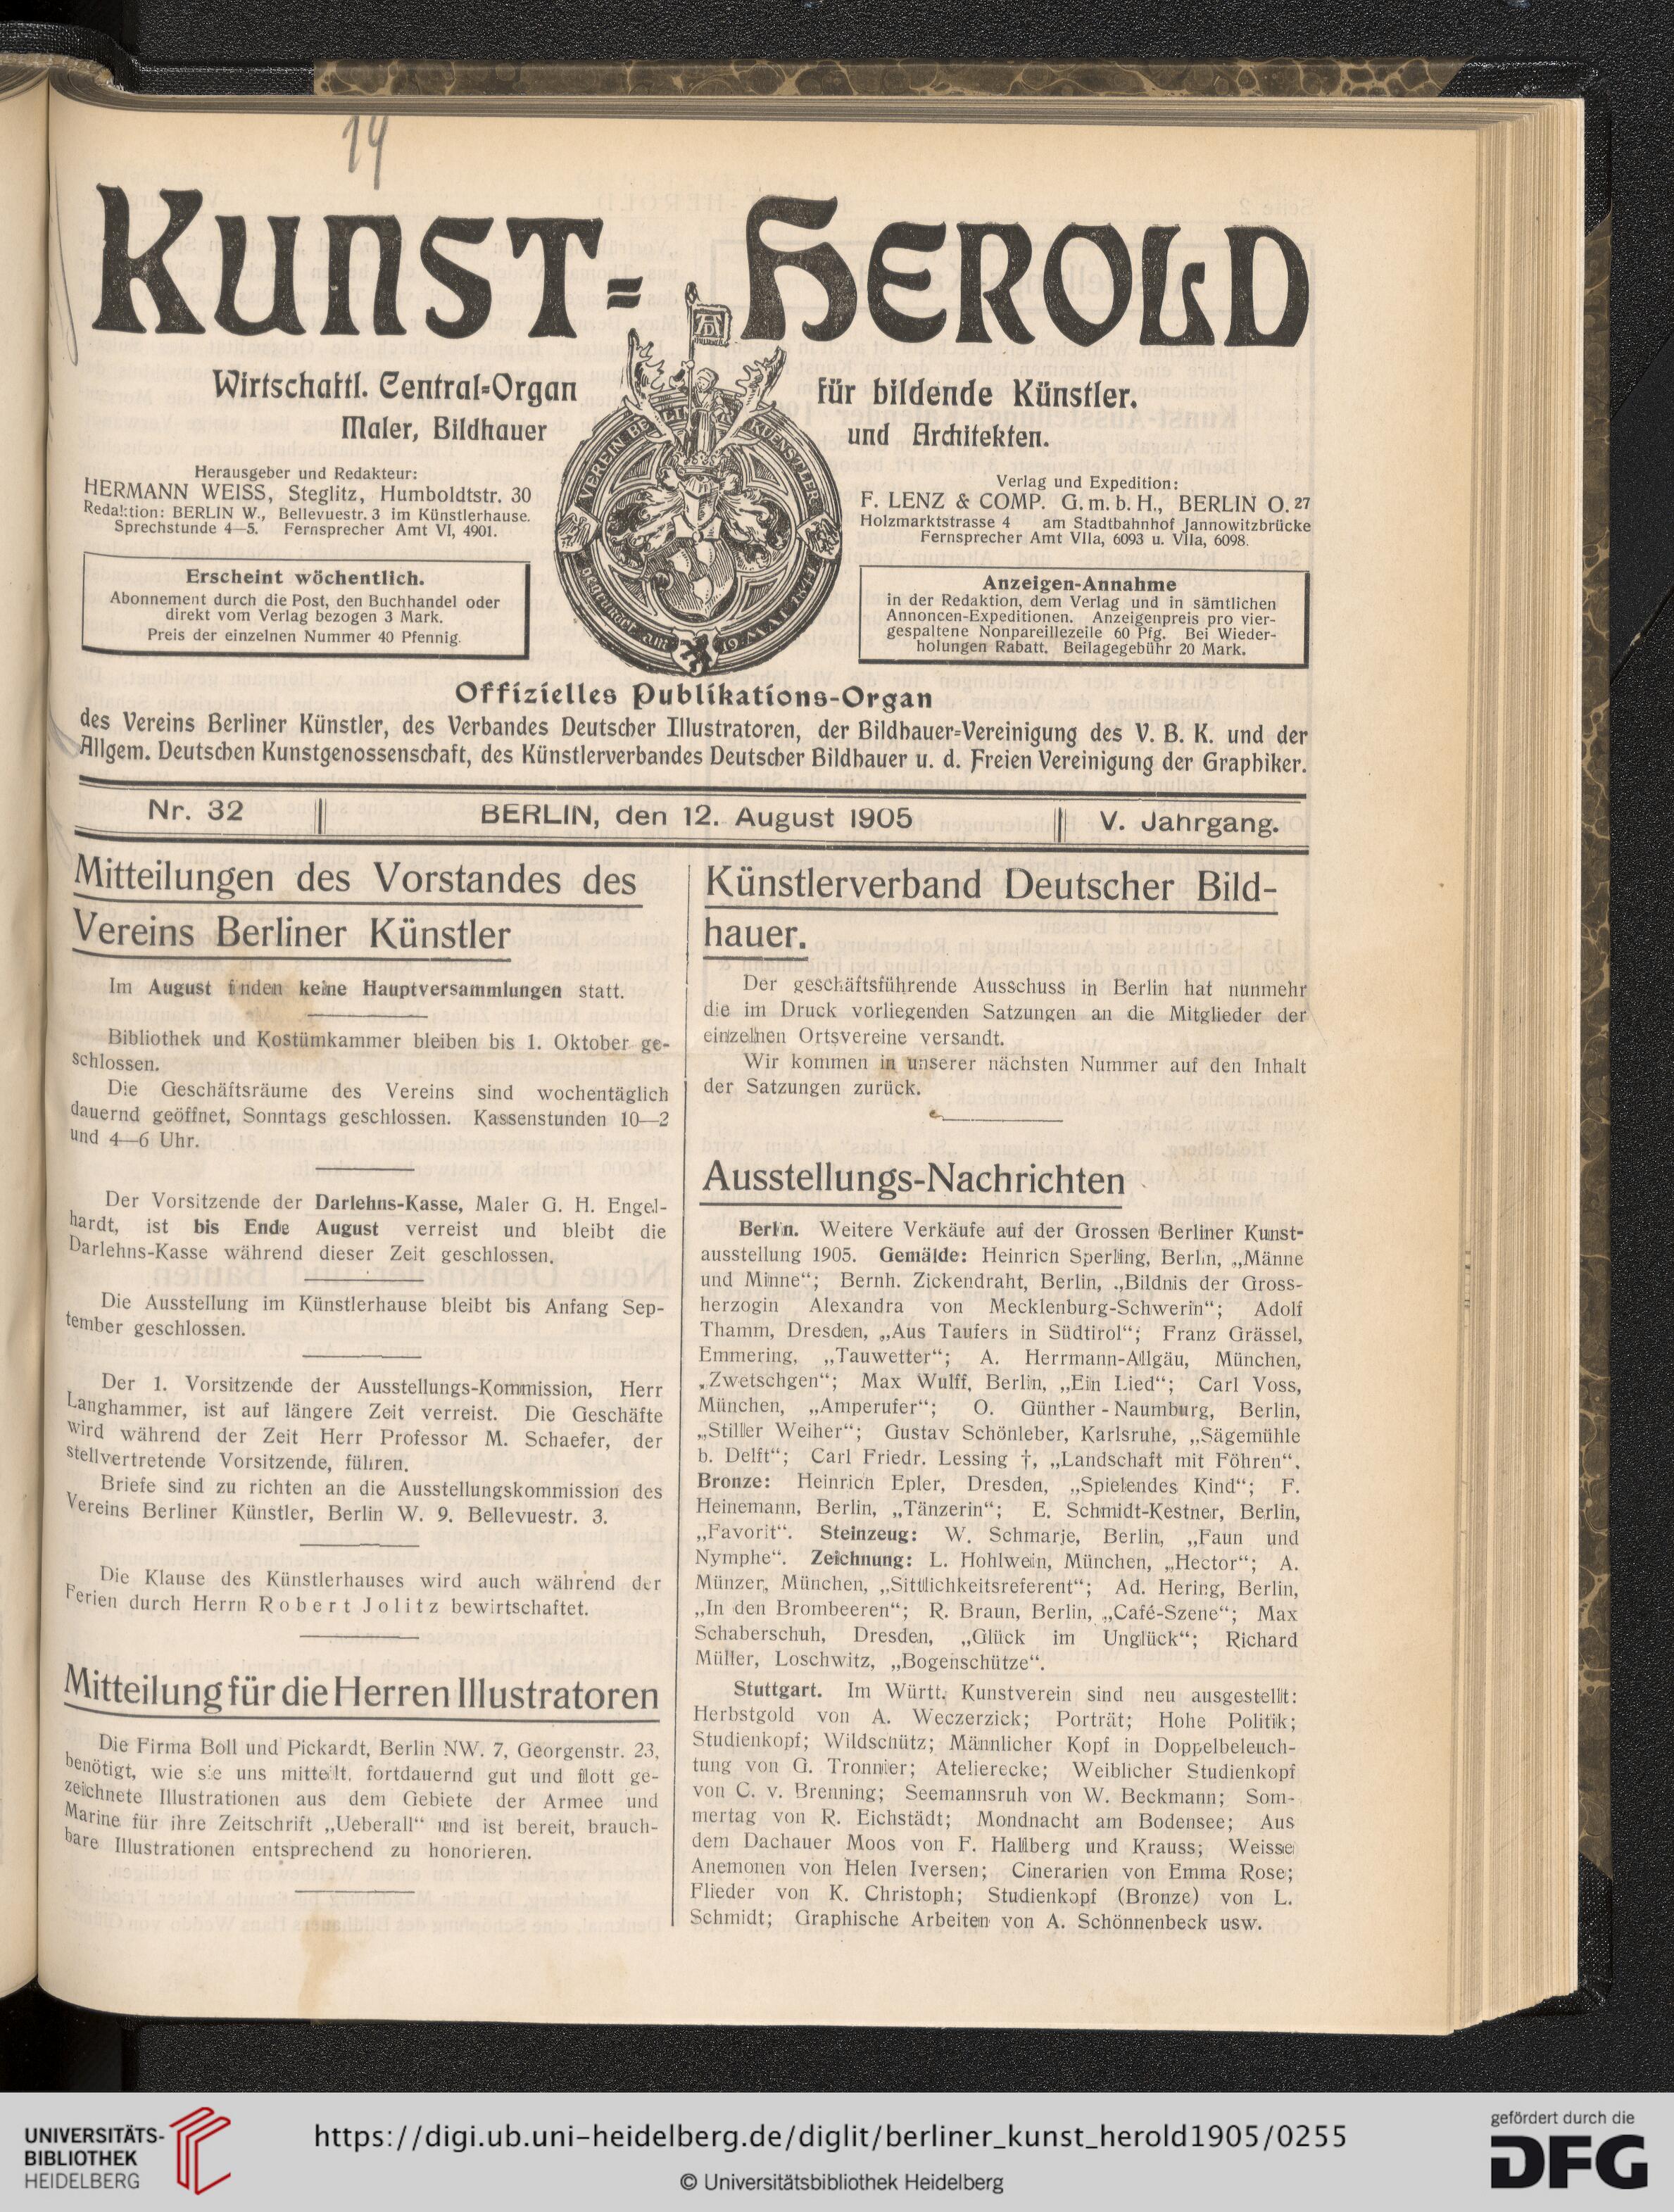 14
KUNST=HEROLD
Wirtschaftl. Central=Organ
Maler, Bildhauer
für bildende Künstler.
und Architekten.
Herausgeber und Redakteur:
HERMANN WEISS, Steglitz, Humboldtstr. 30
Redaktion: BERLIN W., Bellevuestr. 3 im Künstlerhause.
Sprechstunde 4—5. Fernsprecher Amt VI, 4901.
VEREIN BERLINER KUENSTLER
gegründet am 19. MAI 1841
Verlag und Expedition:
F. LENZ & COMP. G. m. b. H., BERLIN O. 27
Holzmarktstrasse 4 am Stadtbahnhof Jannowitzbrücke
Fernsprecher Amt VIIa, 6093 u. VIIa, 6098.
Erscheint wöchentlich.
Abonnement durch die Post, den Buchhandel oder
direkt vom Verlag bezogen 3 Mark.
Preis der einzelnen Nummer 40 Pfennig.
Anzeigen-Annahme
in der Redaktion, dem Verlag und in sämtlichen
Annoncen-Expeditionen. Anzeigenpreis pro vier-
gespaltene Nonpareillezeile 60 Pfg. Bei Wieder-
holungen Rabatt. Beilagegebühr 20 Mark.
Offizielles Publikations-Organ
des Vereins Berliner Künstler, des Verbandes Deutscher Illustratoren, der Bildhauer=Vereinigung des V. B. K. und der
Allgem. Deutschen Kunstgenossenschaft, des Künstlerverbandes Deutscher Bildhauer u. d. Freien Vereinigung der Graphiker.
Nr. 32 BERLIN, den 12. August 1905 V. Jahrgang.
Mitteilungen des Vorstandes des
Vereins Berliner Künstler
Im August finden keine Hauptversammlungen statt.
Bibliothek und Kostümkammer bleiben bis 1. Oktober ge-
schlossen.
Die Geschäftsräume des Vereins sind wochentäglich
dauernd geöffnet, Sonntags geschlossen. Kassenstunden 10—2
und 4—6 Uhr.
Der Vorsitzende der Darlehns-Kasse, Maler G. H. Engel-
hardt, ist bis Ende August verreist und bleibt die
Darlehns-Kasse während dieser Zeit geschlossen.
Die Ausstellung im Künstlerhause bleibt bis Anfang Sep-
tember geschlossen.
Der 1. Vorsitzende der Ausstellungs-Kommission, Herr
Langhammer, ist auf längere Zeit verreist. Die Geschäfte
wird während der Zeit Herr Professor M. Schaefer, der
stellvertretende Vorsitzende, führen.
Briefe sind zu richten an die Ausstellungskommission des
Vereins Berliner Künstler, Berlin W. 9. Bellevuestr. 3.
Die Klause des Künstlerhauses wird auch während der
Ferien durch Herrn Robert Jolitz bewirtschaftet.
Mitteilung für die Herren Illustratoren
Die Firma Boll und Pickardt, Berlin NW. 7, Georgenstr. 23,
benötigt, wie sie uns mitteilt, fortdauernd gut und flott ge-
zeichnete Illustrationen aus dem Gebiete der Armee und
Marine für ihre Zeitschrift „Ueberall“ und ist bereit, brauch-
bare Illustrationen entsprechend zu honorieren.
Künstlerverband Deutscher Bild-
hauer.
Der geschäftsführende Ausschuss in Berlin hat nunmehr
die im Druck vorliegenden Satzungen an die Mitglieder der
einzelnen Ortsvereine versandt.
Wir kommen in unserer nächsten Nummer auf den Inhalt
der Satzungen zurück.
Ausstellungs-Nachrichten
Berlin. Weitere Verkäufe auf der Grossen Berliner Kunst-
ausstellung 1905. Gemälde: Heinrich Sperling, Berlin, „Männe
und Minne“; Bernh. Zickendraht, Berlin, „Bildnis der Gross-
herzogin Alexandra von Mecklenburg-Schwerin“; Adolf
Thamm, Dresden, „Aus Taufers in Südtirol“; Franz Grässel,
Emmering, „Tauwetter“; A. Herrmann-Allgäu, München,
„Zwetschgen“; Max Wulff, Berlin, „Ein Lied“; Carl Voss,
München, „Amperufer“; O. Günther-Naumburg, Berlin,
„Stiller Weiher“; Gustav Schönleber, Karlsruhe, „Sägemühle
b. Delft“; Carl Friedr. Lessing †, „Landschaft mit Föhren“.
Bronze: Heinrich Epler, Dresden, „Spielendes Kind“; F.
Heinemann, Berlin, „Tänzerin“; E. Schmidt-Kestner, Berlin,
„Favorit“. Steinzeug: W. Schmarje, Berlin, „Faun und
Nymphe“. Zeichnung: L. Hohlwein, München, „Hector“; A.
Münzer, München, „Sittlichkeitsreferent“; Ad. Hering, Berlin,
„In den Brombeeren“; R. Braun, Berlin, „Café-Szene“; Max
Schaberschuh, Dresden, „Glück im Unglück“; Richard
Müller, Loschwitz, „Bogenschütze“.
Stuttgart. Im Württ. Kunstverein sind neu ausgestellt:
Herbstgold von A. Weczerzick; Porträt; Hohe Politik;
Studienkopf; Wildschütz; Männlicher Kopf in Doppelbeleuch-
tung von G. Tronnier; Atelierecke; Weiblicher Studienkopf
von C. v. Brenning; Seemannsruh von W. Beckmann; Som-
mertag von R. Eichstädt; Mondnacht am Bodensee; Aus
dem Dachauer Moos von F. Hallberg und Krauss; Weisse
Anemonen von Helen Iversen; Cinerarien von Emma Rose;
Flieder von K. Christoph; Studienkopf (Bronze) von L.
Schmidt; Graphische Arbeiten von A. Schönnenbeck usw.
UNIVERSITÄTS-
BIBLIOTHEK
HEIDELBERG
https://digi.ub.uni-heidelberg.de/diglit/berliner_kunst_herold1905/0255
© Universitätsbibliothek Heidelberg
gefördert durch die
DFG